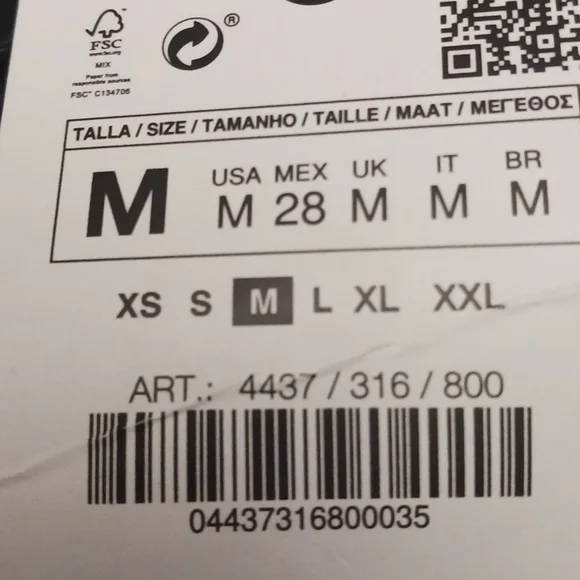 ®
FSC
www.fsc.org
MIX
Paper from
responsible sources
FSC™ C134706
TALLA / SIZE / TAMANHO / TAILLE / MAAT / ΜΕΓΕΘΟΣ
M
USA MEX UK IT BR
M 28 M M M
XS S M L XL XXL
ART.: 4437 / 316 / 800
04437316800035